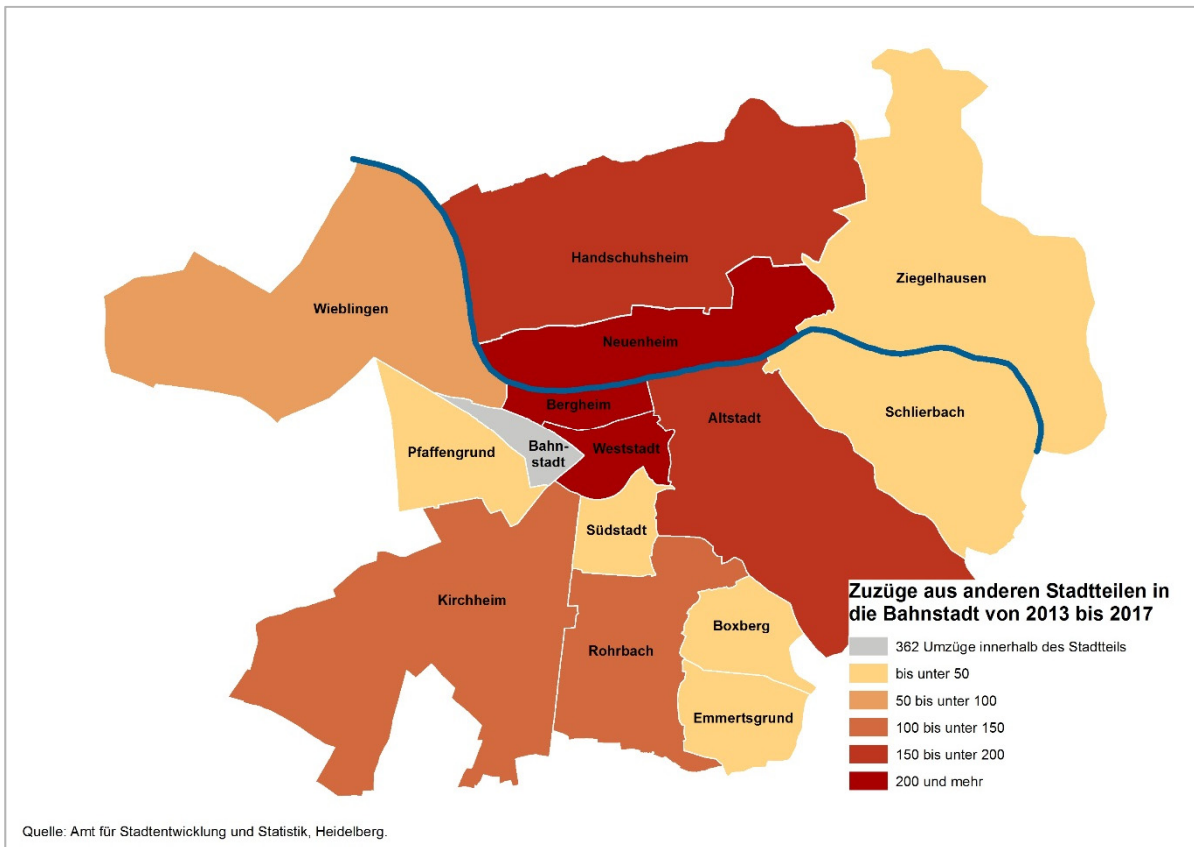 Handschuhsheim
Ziegelhausen
Wieblingen
Neuenheim
Bergheim
Altstadt
Schlierbach
Pfaffengrund
Bahn-
stadt
Weststadt
Südstadt
Kirchheim
Rohrbach
Boxberg
Emmertsgrund
Zuzüge aus anderen Stadtteilen in
die Bahnstadt von 2013 bis 2017
362 Umzüge innerhalb des Stadtteils
bis unter 50
50 bis unter 100
100 bis unter 150
150 bis unter 200
200 und mehr
Quelle: Amt für Stadtentwicklung und Statistik, Heidelberg.